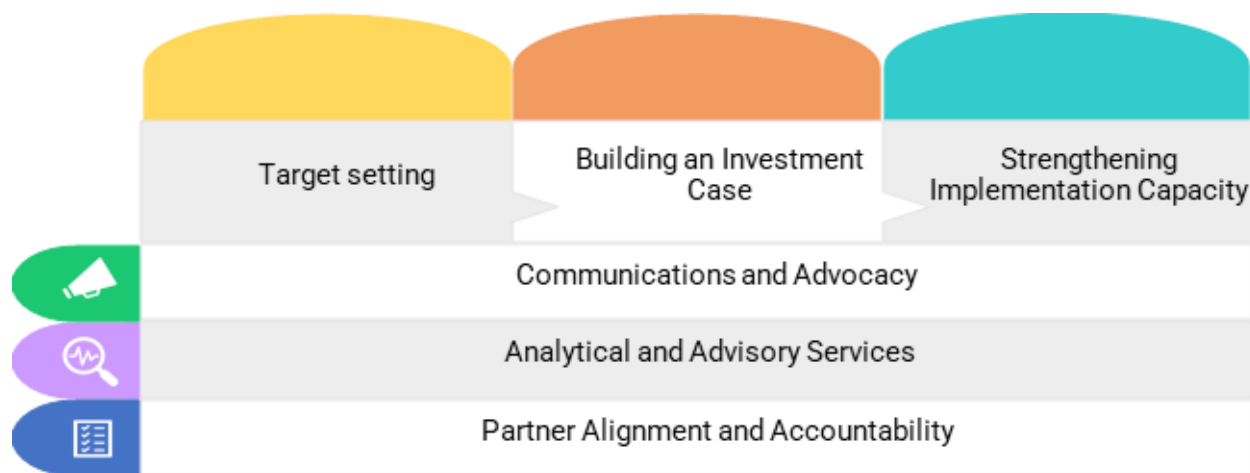 Target setting
Building an Investment
Case
Strengthening
Implementation Capacity
Communications and Advocacy
Analytical and Advisory Services
Partner Alignment and Accountability